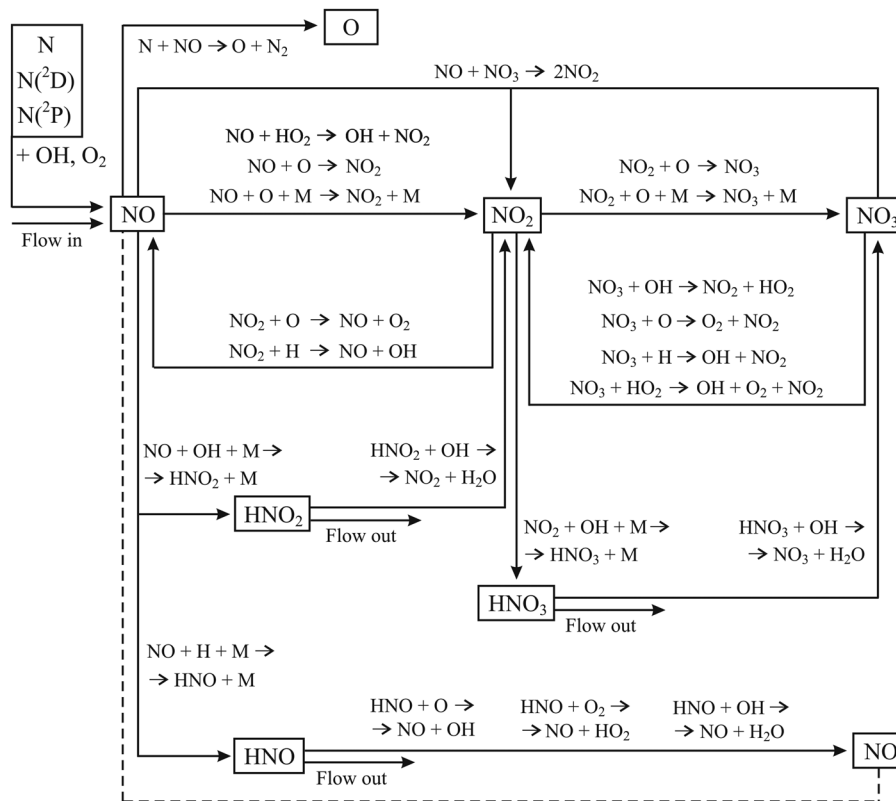 N
N(²D)
N(²P)
+ OH, O₂
Flow in
N + NO → O + N₂
O
NO + NO₃ → 2NO₂
NO + HO₂ → OH + NO₂
NO + O → NO₂
NO + O + M → NO₂ + M
NO₂ + O → NO₃
NO₂ + O + M → NO₃ + M
NO
NO₂
NO₃
NO₂ + O → NO + O₂
NO₂ + H → NO + OH
NO₃ + OH → NO₂ + HO₂
NO₃ + O → O₂ + NO₂
NO₃ + H → OH + NO₂
NO₃ + HO₂ → OH + O₂ + NO₂
NO + OH + M →
→ HNO₂ + M
HNO₂ + OH →
→ NO₂ + H₂O
HNO₂
Flow out
NO₂ + OH + M →
→ HNO₃ + M
HNO₃ + OH →
→ NO₃ + H₂O
HNO₃
Flow out
NO + H + M →
→ HNO + M
HNO + O →
→ NO + OH
HNO + O₂ →
→ NO + HO₂
HNO + OH →
→ NO + H₂O
HNO
Flow out
NO